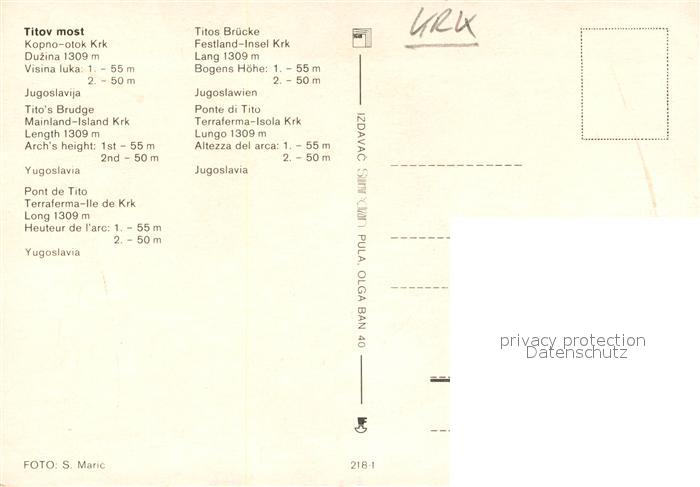 Titov most
Kopno-otok Krk
Dužina 1309 m
Visina luka: 1. – 55 m
2. – 50 m
Jugoslavija
Tito's Brudge
Mainland-Island Krk
Length 1309 m
Arch's height: 1st – 55 m
2nd – 50 m
Yugoslavia
Pont de Tito
Terraferma-Ile de Krk
Long 1309 m
Heuteur de l'arc: 1. – 55 m
2. – 50 m
Yugoslavia
Titos Brücke
Festland-Insel Krk
Lang 1309 m
Bogens Höhe: 1. – 55 m
2. – 50 m
Jugoslawien
Ponte di Tito
Terraferma-Isola Krk
Lungo 1309 m
Altezza del arca: 1. – 55 m
2. – 50 m
Jugoslavia
KRK
IZDAVAČ PULA, OLGA BAN 40
FOTO: S. Maric
218-I
privacy protection
Datenschutz